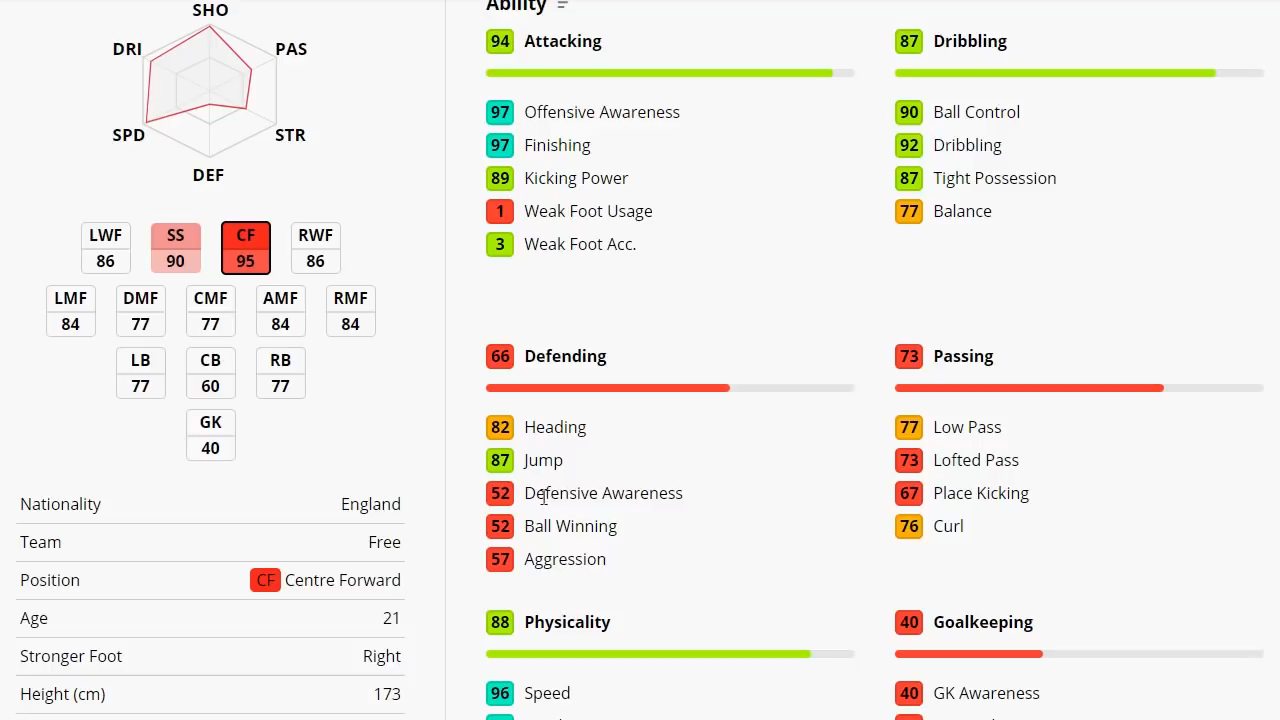 SHO
DRI
PAS
SPD
STR
DEF
LWF
SS
CF
RWF
86
90
95
86
LMF
DMF
CMF
AMF
RMF
84
77
77
84
84
LB
CB
RB
77
60
77
GK
40
Nationality England
Team Free
Position CF Centre Forward
Age 21
Stronger Foot Right
Height (cm) 173
Ability
94 Attacking
97 Offensive Awareness
97 Finishing
89 Kicking Power
1 Weak Foot Usage
3 Weak Foot Acc.
87 Dribbling
90 Ball Control
92 Dribbling
87 Tight Possession
77 Balance
66 Defending
82 Heading
87 Jump
52 Defensive Awareness
52 Ball Winning
57 Aggression
73 Passing
77 Low Pass
73 Lofted Pass
67 Place Kicking
76 Curl
88 Physicality
96 Speed
40 Goalkeeping
40 GK Awareness